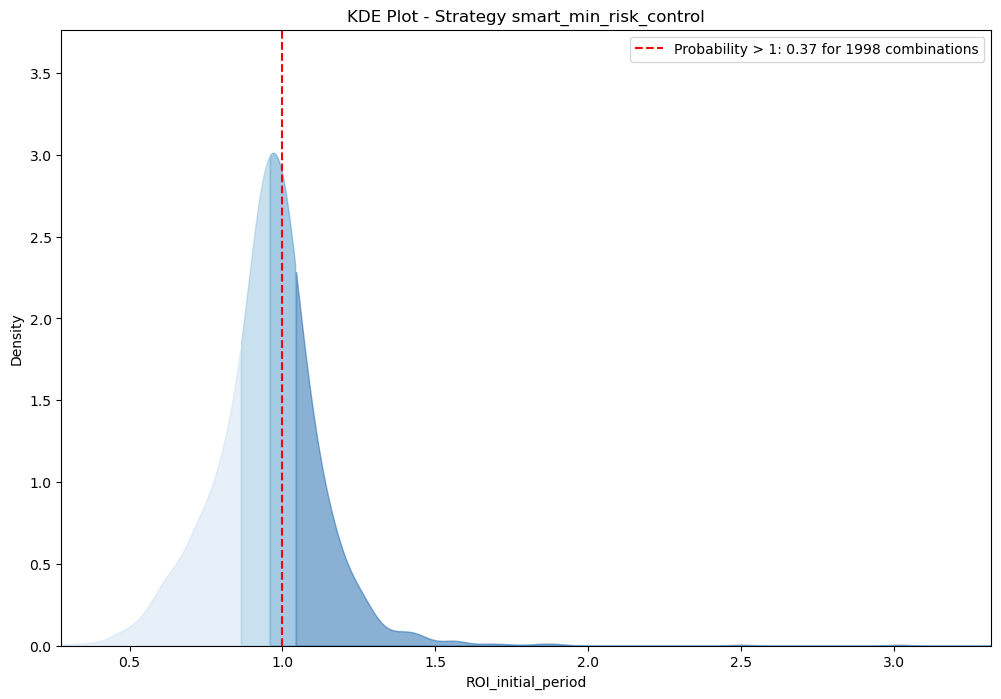 KDE Plot - Strategy smart_min_risk_control
Probability > 1: 0.37 for 1998 combinations
3.5
3.0
2.5
2.0
1.5
1.0
0.5
0.0
Density
0.5 1.0 1.5 2.0 2.5 3.0
ROI_initial_period